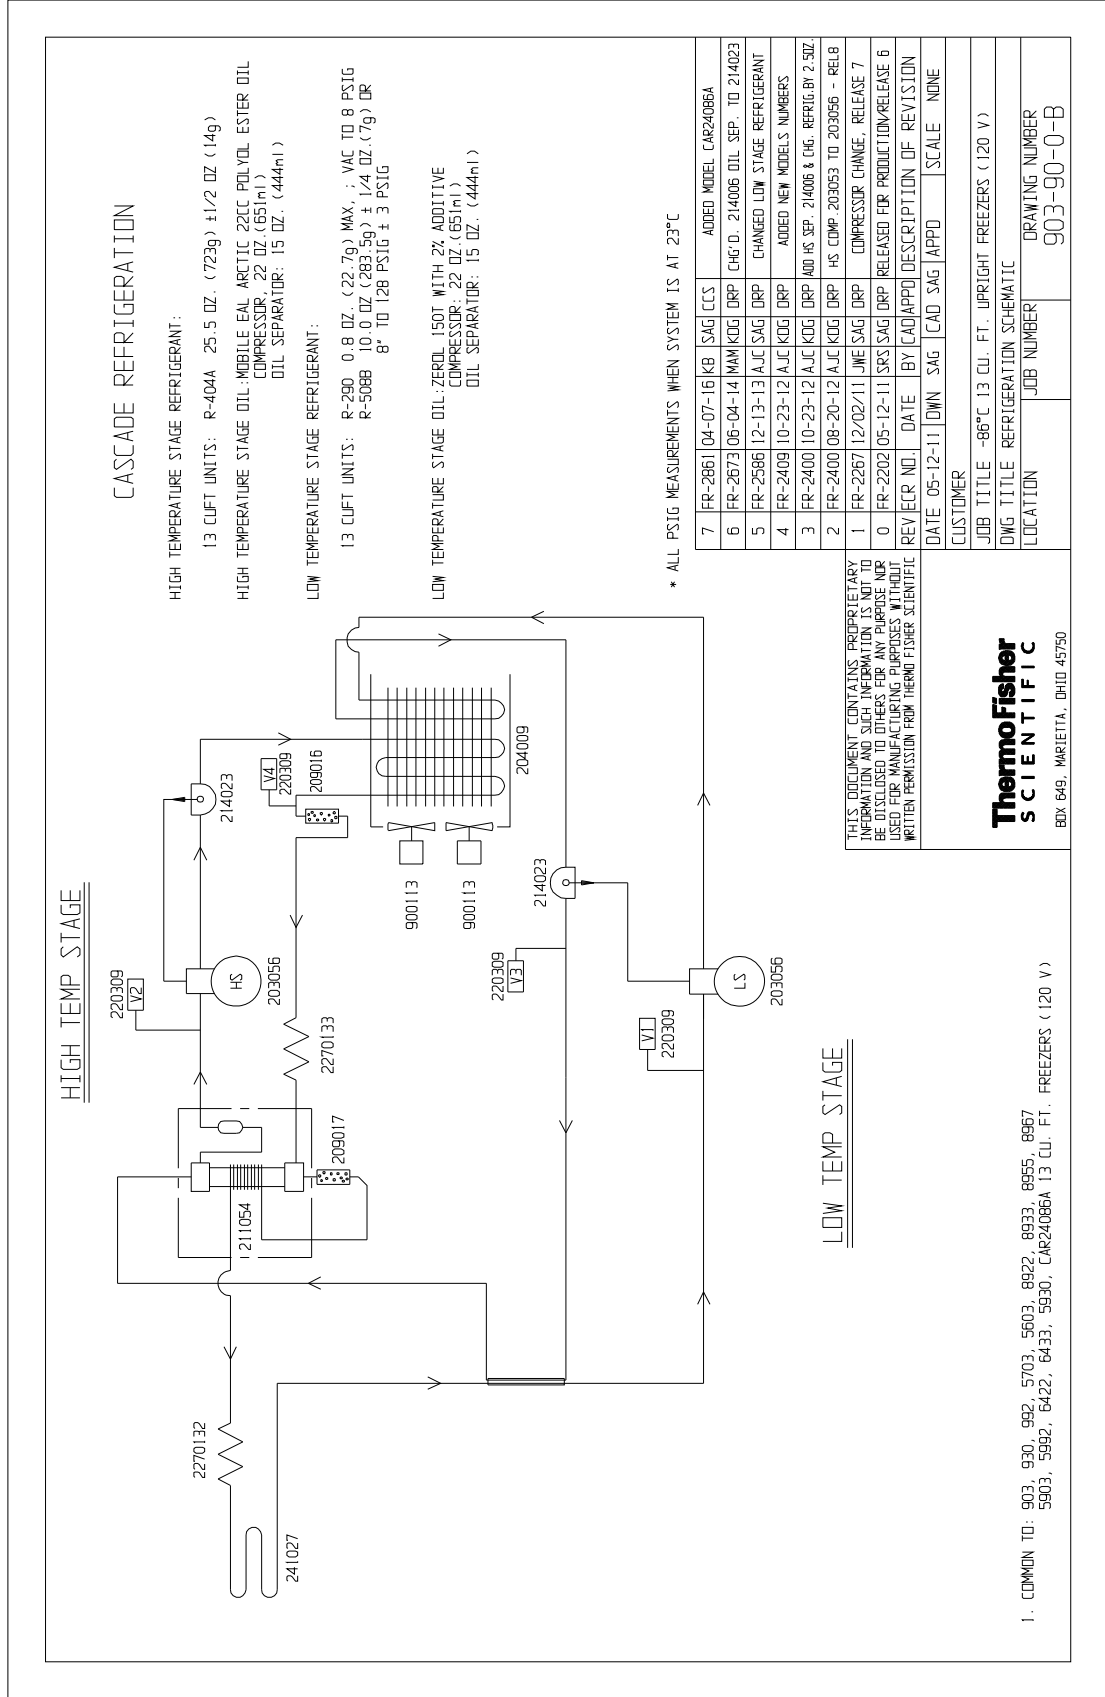 CASCADE REFRIGERATION
HIGH TEMPERATURE STAGE REFRIGERANT:
13 CUFT UNITS: R-404A 25.5 OZ. (723g) ±1/2 OZ (14g)
HIGH TEMPERATURE STAGE OIL:MOBILE EAL ARCTIC 22CC POLYOL ESTER OIL
COMPRESSOR, 22 OZ.(651ml)
OIL SEPARATOR: 15 OZ. (444ml)
LOW TEMPERATURE STAGE REFRIGERANT:
13 CUFT UNITS: R-290 0.8 OZ. (22.7g) MAX, ; VAC TO 8 PSIG
R-508B 10.0 OZ (283.5g) ± 1/4 OZ.(7g) OR
8" TO 128 PSIG ± 3 PSIG
LOW TEMPERATURE STAGE OIL:ZEROL 150T WITH 2% ADDITIVE
COMPRESSOR: 22 OZ.(651ml)
OIL SEPARATOR: 15 OZ. (444ml)
* ALL PSIG MEASUREMENTS WHEN SYSTEM IS AT 23°C
HIGH TEMP STAGE
220309
V2
HS
203056
214023
V4
220309
209016
204009
900113
900113
2270133
209017
211054
2270132
241027
214023
220309
V3
LS
203056
V1
220309
LOW TEMP STAGE
1. COMMON TO: 903, 930, 992, 5703, 5603, 8922, 8933, 8955, 8967
5903, 5992, 6422, 6433, 5930, CAR24086A 13 CU. FT. FREEZERS (120 V)
7 FR-2861 04-07-16 KB SAG CCS ADDED MODEL CAR24086A
6 FR-2673 06-04-14 MAM KDG DRP CHG'D. 214006 OIL SEP. TO 214023
5 FR-2586 12-13-13 AJC SAG DRP CHANGED LOW STAGE REFRIGERANT
4 FR-2409 10-23-12 AJC KDG DRP ADDED NEW MODELS NUMBERS
3 FR-2400 10-23-12 AJC KDG DRP ADD HS SEP. 214006 & CHG. REFRIG.BY 2.5OZ.
2 FR-2400 08-20-12 AJC KDG DRP HS COMP.203053 TO 203056 - REL8
1 FR-2267 12/02/11 JWE SAG DRP COMPRESSOR CHANGE, RELEASE 7
0 FR-2202 05-12-11 SRS SAG DRP RELEASED FOR PRODUCTION/RELEASE 6
REV ECR NO. DATE BY CAD APPD DESCRIPTION OF REVISION
DATE 05-12-11 DWN SAG CAD SAG APPD SCALE NONE
CUSTOMER
JOB TITLE -86°C 13 CU. FT. UPRIGHT FREEZERS (120 V)
DWG TITLE REFRIGERATION SCHEMATIC
LOCATION JOB NUMBER DRAWING NUMBER
903-90-0-B
THIS DOCUMENT CONTAINS PROPRIETARY
INFORMATION AND SUCH INFORMATION IS NOT TO
BE DISCLOSED TO OTHERS FOR ANY PURPOSE NOR
USED FOR MANUFACTURING PURPOSES WITHOUT
WRITTEN PERMISSION FROM THERMO FISHER SCIENTIFIC
ThermoFisher
SCIENTIFIC
BOX 649, MARIETTA, OHIO 45750